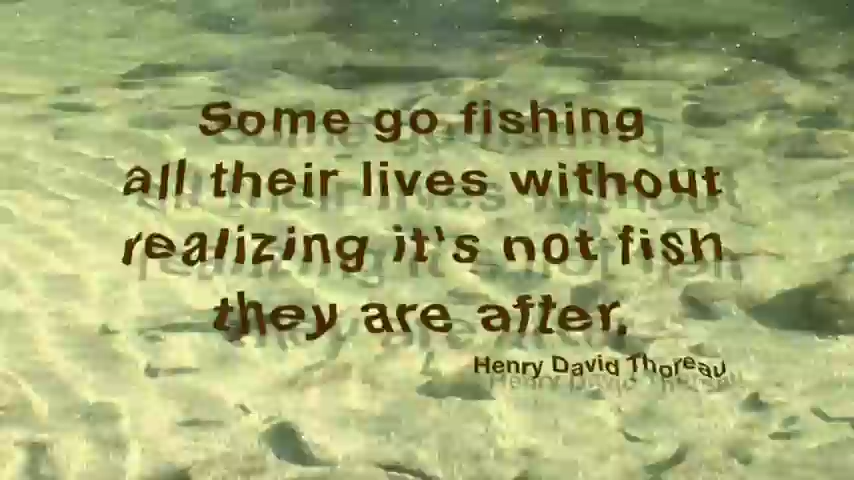 Some go fishing
all their lives without
realizing it's not fish
they are after.
Henry David Thoreau